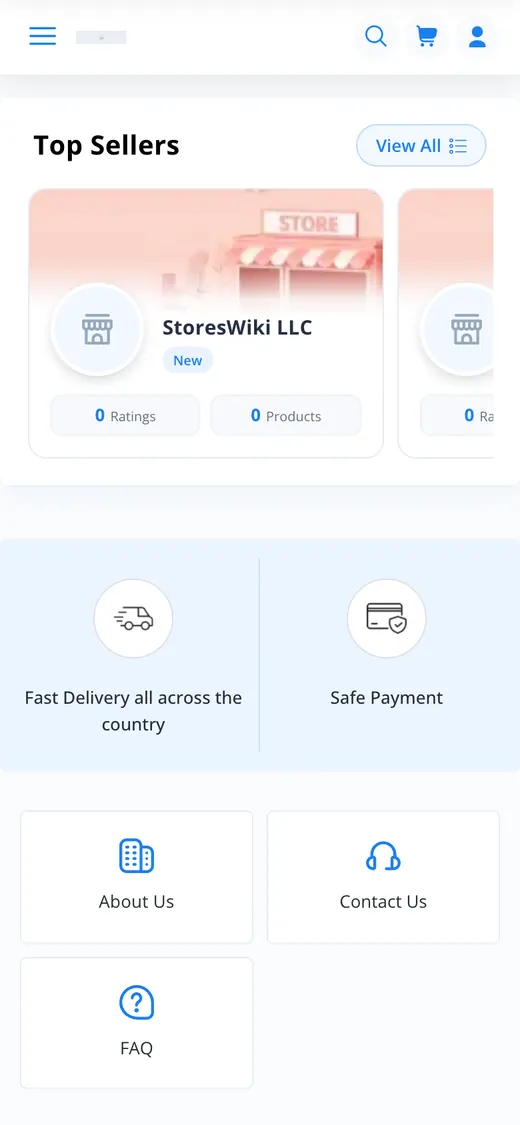 Top Sellers
View All
STORE
StoresWiki LLC
New
0 Ratings
0 Products
0 Ra
Fast Delivery all across the
country
Safe Payment
About Us
Contact Us
FAQ